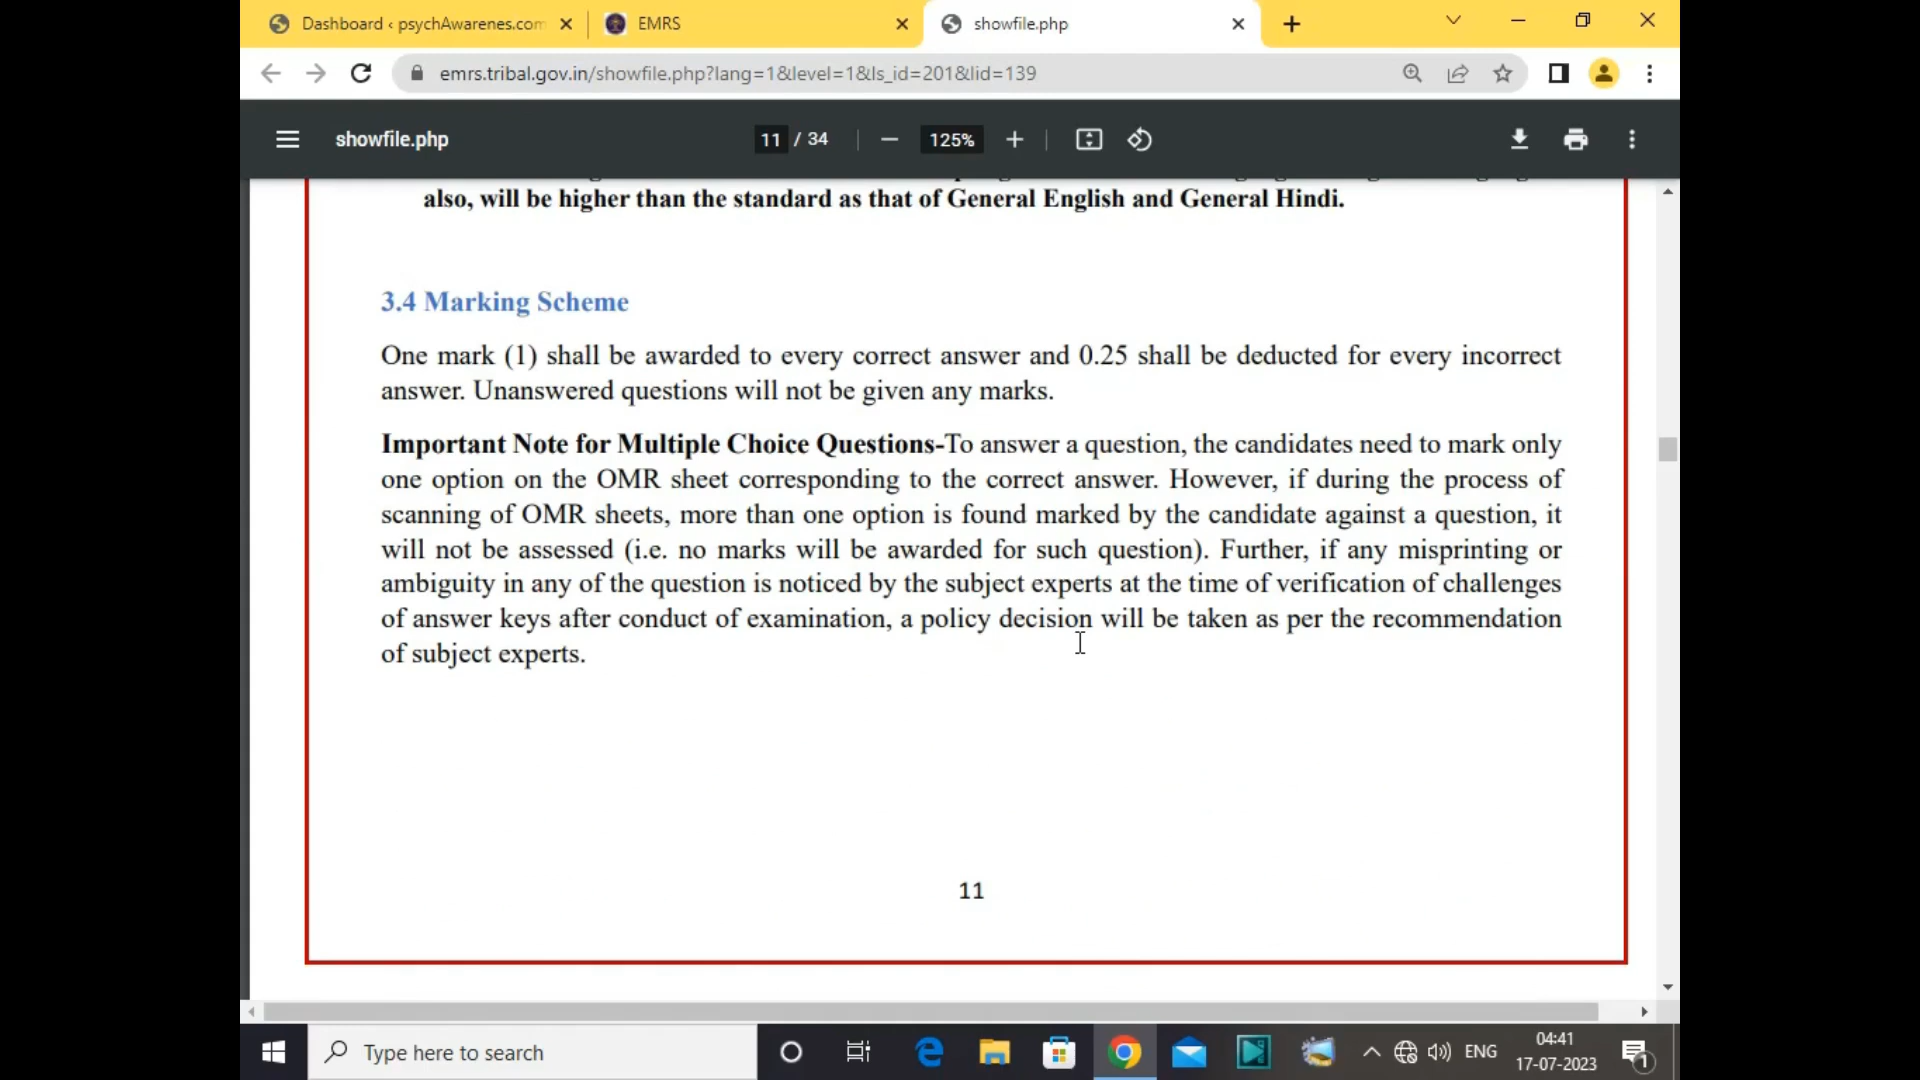 Dashboard ‹ psychAwarenes.com
EMRS
showfile.php
emrs.tribal.gov.in/showfile.php?lang=1&level=1&ls_id=201&lid=139
showfile.php
11 / 34
125%
also, will be higher than the standard as that of General English and General Hindi.
3.4 Marking Scheme
One mark (1) shall be awarded to every correct answer and 0.25 shall be deducted for every incorrect
answer. Unanswered questions will not be given any marks.
Important Note for Multiple Choice Questions-To answer a question, the candidates need to mark only
one option on the OMR sheet corresponding to the correct answer. However, if during the process of
scanning of OMR sheets, more than one option is found marked by the candidate against a question, it
will not be assessed (i.e. no marks will be awarded for such question). Further, if any misprinting or
ambiguity in any of the question is noticed by the subject experts at the time of verification of challenges
of answer keys after conduct of examination, a policy decision will be taken as per the recommendation
of subject experts.
11
Type here to search
ENG
04:41
17-07-2023
1